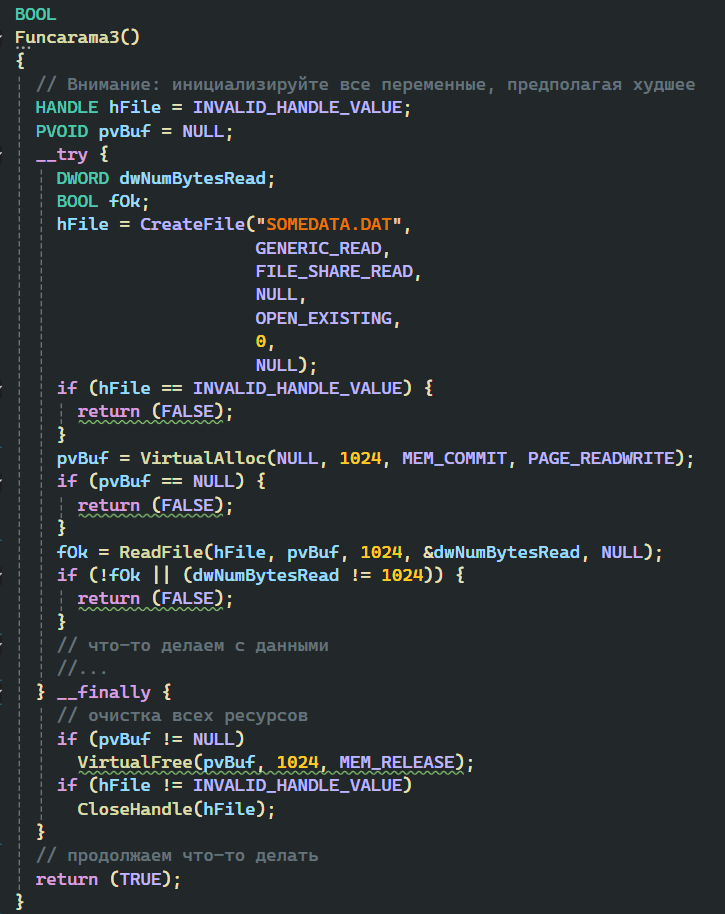 BOOL
Funcarama3()
{
// Внимание: инициализируйте все переменные, предполагая худшее
HANDLE hFile = INVALID_HANDLE_VALUE;
PVOID pvBuf = NULL;
__try {
DWORD dwNumBytesRead;
BOOL fOk;
hFile = CreateFile("SOMEDATA.DAT",
GENERIC_READ,
FILE_SHARE_READ,
NULL,
OPEN_EXISTING,
0,
NULL);
if (hFile == INVALID_HANDLE_VALUE) {
return (FALSE);
}
pvBuf = VirtualAlloc(NULL, 1024, MEM_COMMIT, PAGE_READWRITE);
if (pvBuf == NULL) {
return (FALSE);
}
fOk = ReadFile(hFile, pvBuf, 1024, &dwNumBytesRead, NULL);
if (!fOk || (dwNumBytesRead != 1024)) {
return (FALSE);
}
// что-то делаем с данными
//...
} __finally {
// очистка всех ресурсов
if (pvBuf != NULL)
VirtualFree(pvBuf, 1024, MEM_RELEASE);
if (hFile != INVALID_HANDLE_VALUE)
CloseHandle(hFile);
}
// продолжаем что-то делать
return (TRUE);
}